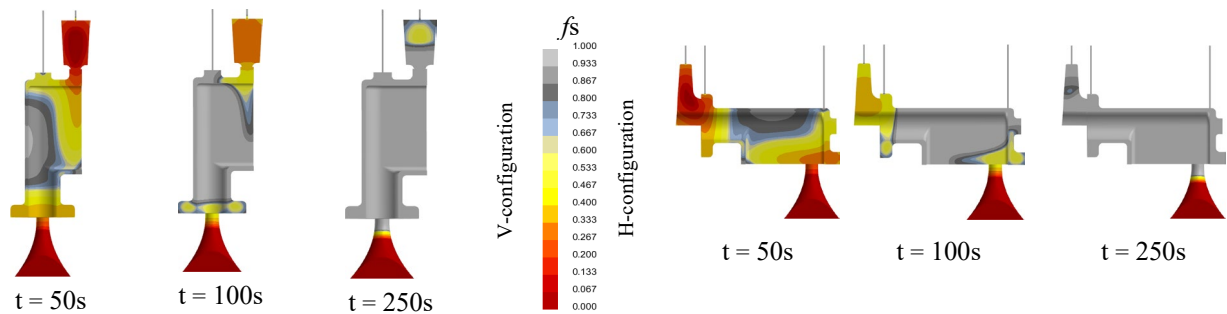 fs
1.000
0.933
0.867
0.800
0.733
0.667
0.600
0.533
0.467
0.400
0.333
0.267
0.200
0.133
0.067
0.000
V-configuration
H-configuration
t = 50s
t = 100s
t = 250s
t = 50s
t = 100s
t = 250s